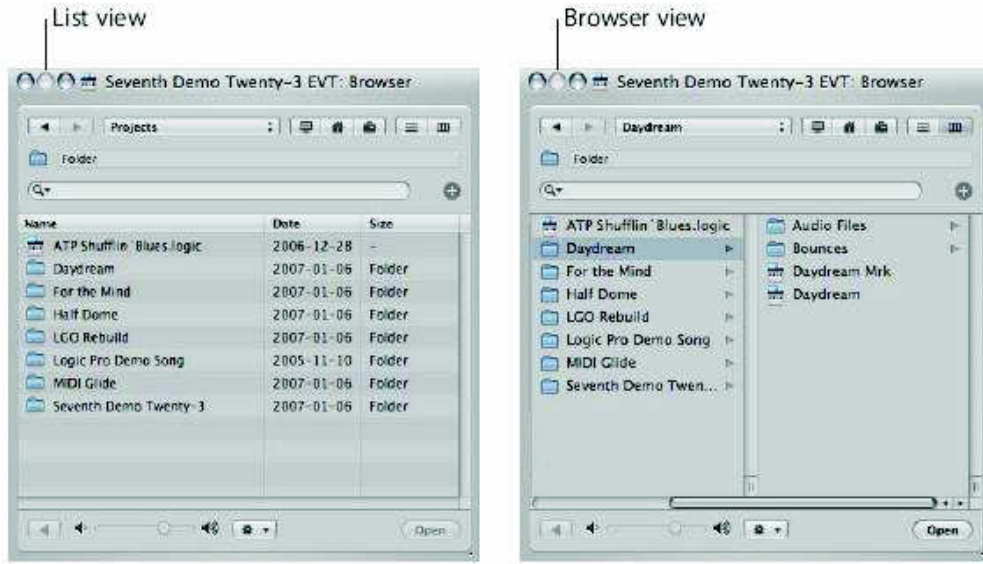 List view
Seventh Demo Twenty-3 EVT: Browser
Projects
Folder
Name Date Size
ATP Shufflin`Blues.logic 2006-12-28 -
Daydream 2007-01-06 Folder
For the Mind 2007-01-06 Folder
Half Dome 2007-01-06 Folder
LGO Rebuild 2007-01-06 Folder
Logic Pro Demo Song 2005-11-10 Folder
MIDI Glide 2007-01-06 Folder
Seventh Demo Twenty-3 2007-01-06 Folder
Open
Browser view
Seventh Demo Twenty-3 EVT: Browser
Daydream
Folder
ATP Shufflin`Blues.logic
Daydream
For the Mind
Half Dome
LGO Rebuild
Logic Pro Demo Song
MIDI Glide
Seventh Demo Twen...
Audio Files
Bounces
Daydream Mrk
Daydream
Open